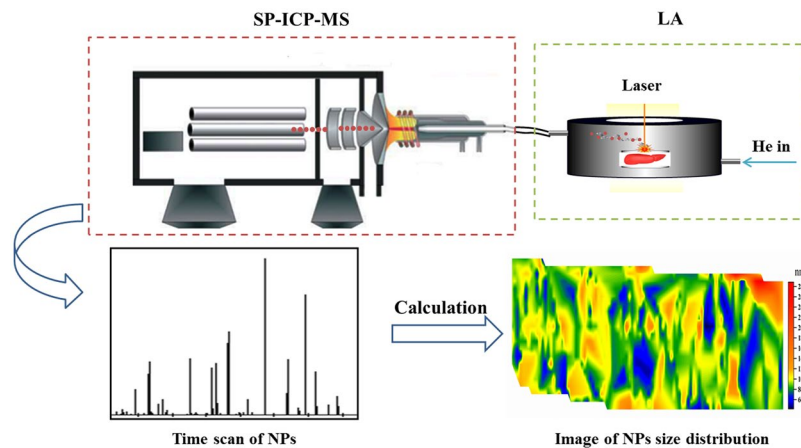 SP-ICP-MS
LA
Laser
He in
Calculation
Time scan of NPs
Image of NPs size distribution